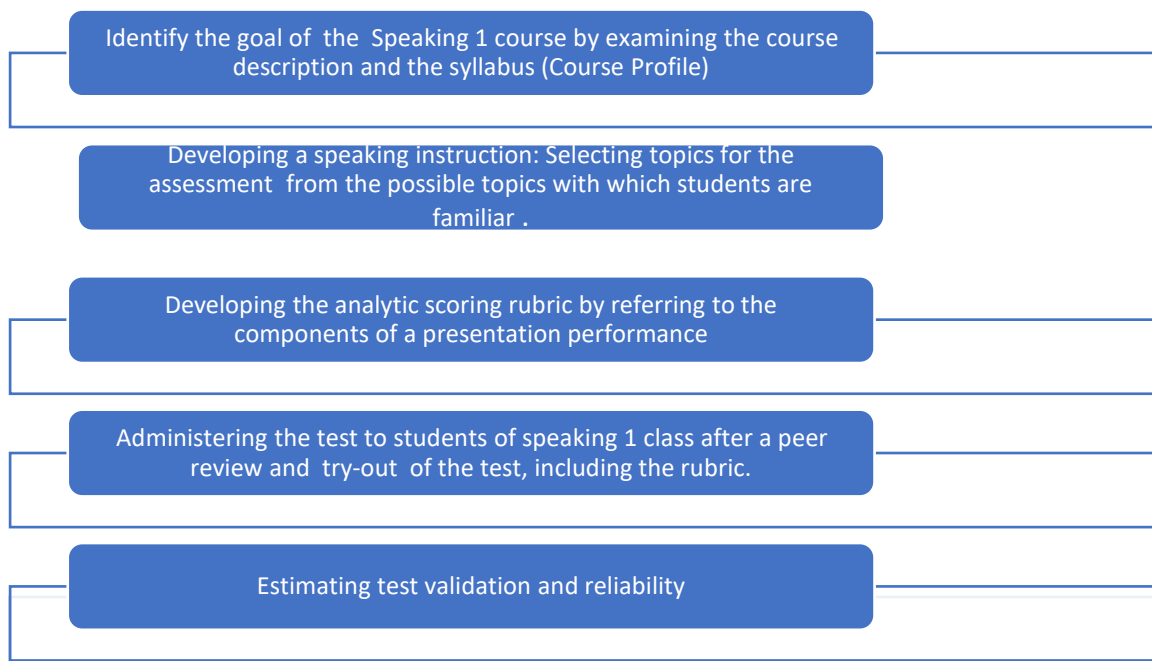 Identify the goal of  the  Speaking 1 course by examining the course
description and the syllabus (Course Profile)
Developing a speaking instruction: Selecting topics for the
assessment  from the possible topics with which students are
familiar .
Developing the analytic scoring rubric by referring to the
components of a presentation performance
Administering the test to students of speaking 1 class after a peer
review and  try-out  of the test, including the rubric.
Estimating test validation and reliability